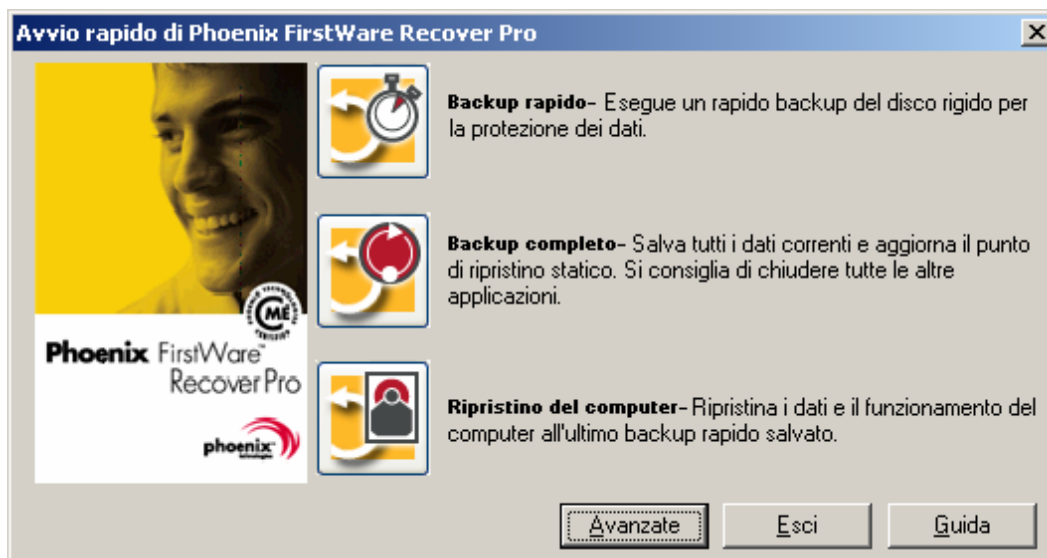 Avvio rapido di Phoenix FirstWare Recover Pro
Backup rapido- Esegue un rapido backup del disco rigido per
la protezione dei dati.
Backup completo- Salva tutti i dati correnti e aggiorna il punto
di ripristino statico. Si consiglia di chiudere tutte le altre
applicazioni.
CME
Phoenix FirstWare™
Recover Pro
phoenix
technologies
Ripristino del computer- Ripristina i dati e il funzionamento del
computer all'ultimo backup rapido salvato.
Avanzate
Esci
Guida